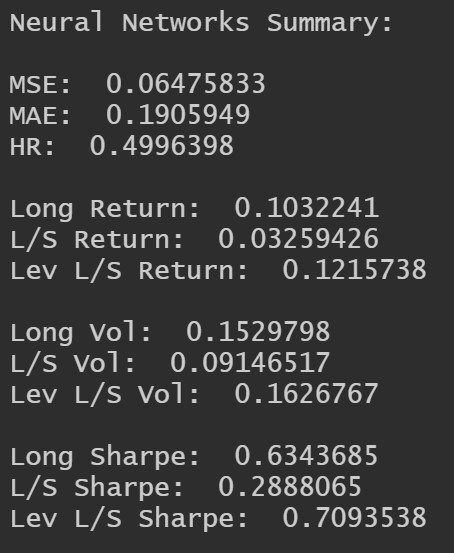 Neural Networks Summary:
MSE:  0.06475833
MAE:  0.1905949
HR:  0.4996398
Long Return:  0.1032241
L/S Return:  0.03259426
Lev L/S Return:  0.1215738
Long Vol:  0.1529798
L/S Vol:  0.09146517
Lev L/S Vol:  0.1626767
Long Sharpe:  0.6343685
L/S Sharpe:  0.2888065
Lev L/S Sharpe:  0.7093538